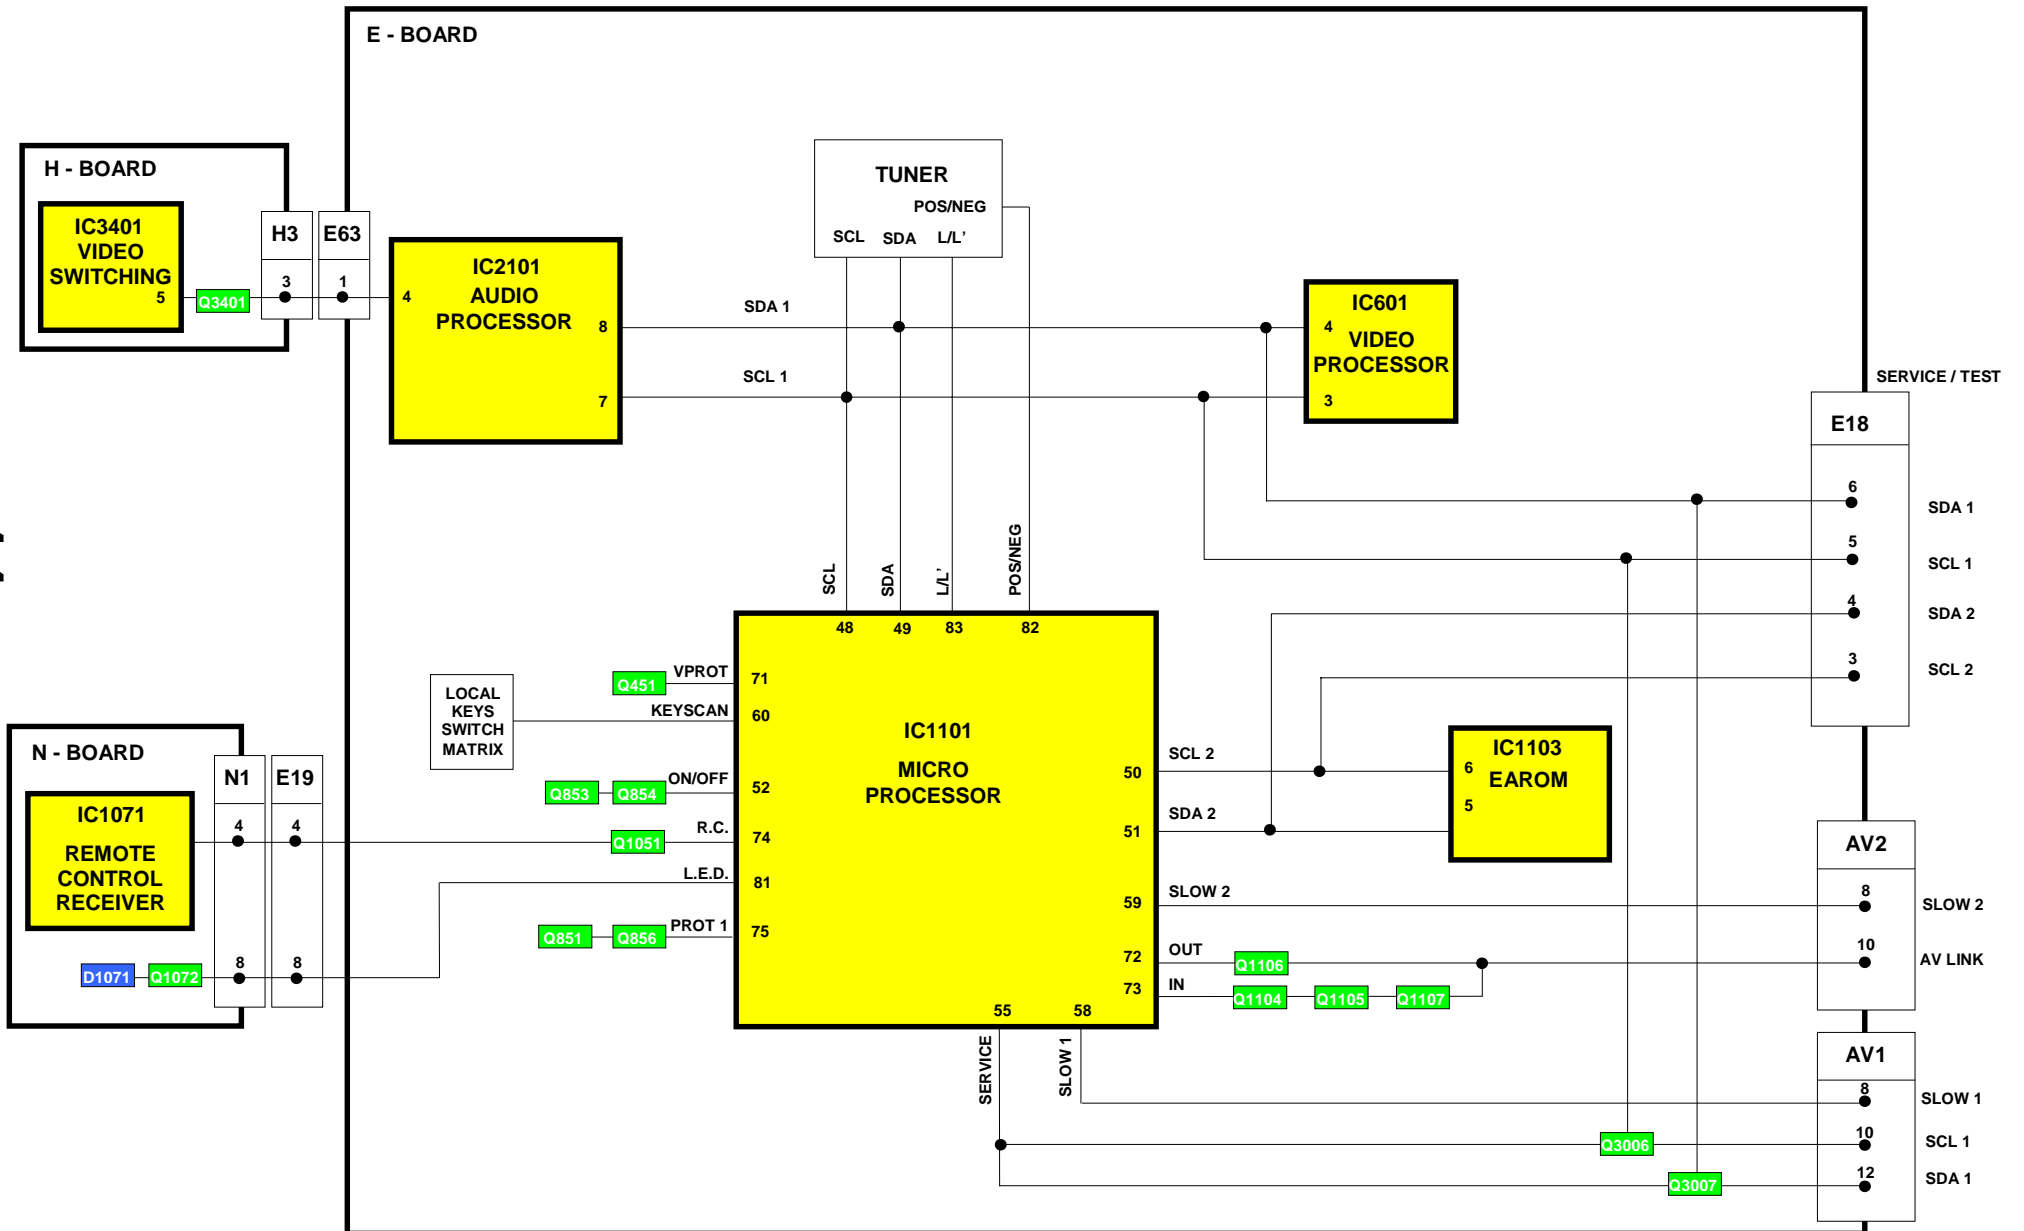 E - BOARD
H - BOARD
IC3401
VIDEO
SWITCHING
5
Q3401
H3
3
E63
1
IC2101
AUDIO
PROCESSOR
4
8
7
TUNER
POS/NEG
SCL SDA L/L’
SDA 1
SCL 1
IC601
VIDEO
PROCESSOR
4
3
SERVICE / TEST
E18
6
SDA 1
5
SCL 1
4
SDA 2
3
SCL 2
SCL
SDA
L/L’
POS/NEG
48 49 83 82
IC1101
MICRO
PROCESSOR
Q451
VPROT
71
LOCAL
KEYS
SWITCH
MATRIX
KEYSCAN
60
Q853
Q854
ON/OFF
52
Q1051
R.C.
74
L.E.D.
81
Q851
Q856
PROT 1
75
N - BOARD
IC1071
REMOTE
CONTROL
RECEIVER
D1071
Q1072
N1
4
8
E19
4
8
50
SCL 2
51
SDA 2
IC1103
EAROM
6
5
59
SLOW 2
72
OUT
Q1106
73
IN
Q1104
Q1105
Q1107
55 58
SERVICE
SLOW 1
AV2
8
SLOW 2
10
AV LINK
AV1
8
SLOW 1
10
SCL 1
12
SDA 1
Q3006
Q3007